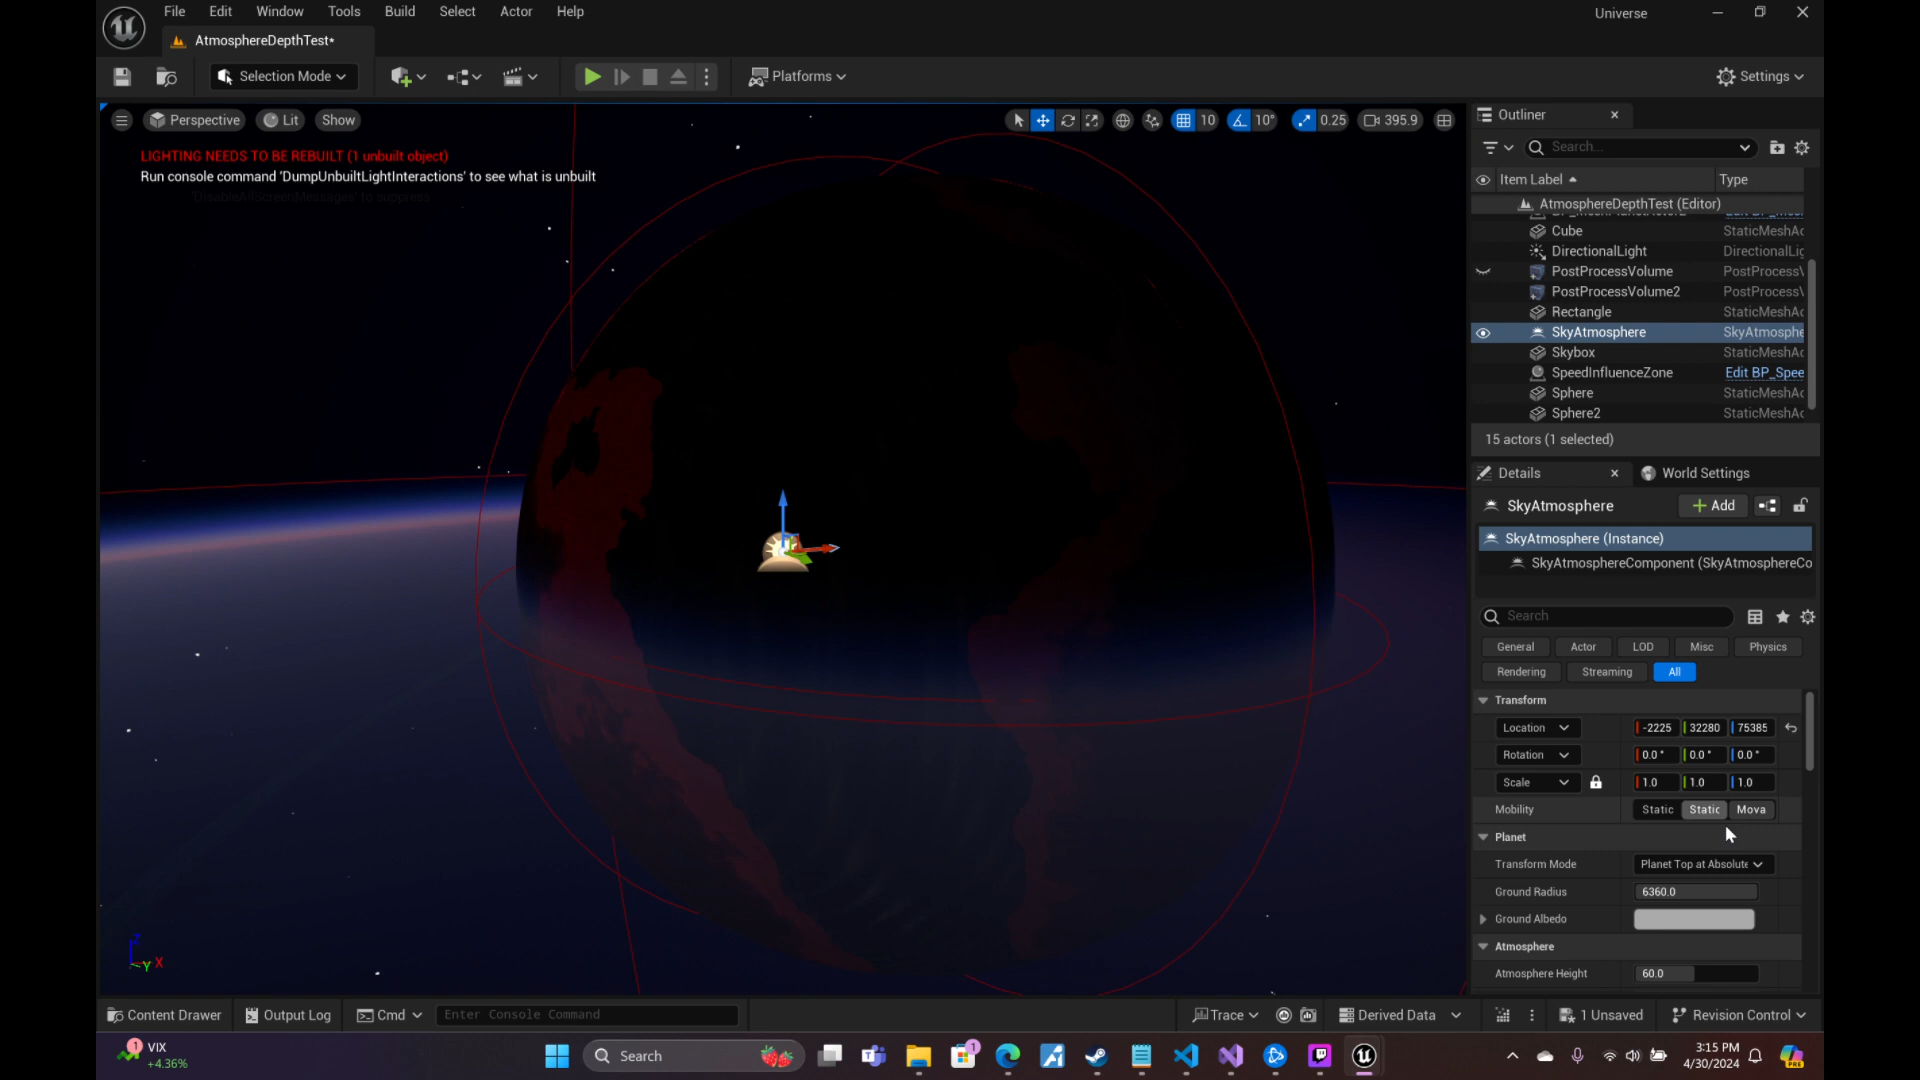 File Edit Window Tools Build Select Actor Help
Universe
AtmosphereDepthTest*
Selection Mode
Platforms
Settings
Perspective Lit Show
10 10° 0.25 395.9
LIGHTING NEEDS TO BE REBUILT (1 unbuilt object)
Run console command 'DumpUnbuiltLightInteractions' to see what is unbuilt
'DisableAllScreenMessages' to suppress
Outliner
Search...
Item Label Type
AtmosphereDepthTest (Editor)
Cube StaticMeshAc
DirectionalLight DirectionalLig
PostProcessVolume PostProcessV
PostProcessVolume2 PostProcessV
Rectangle StaticMeshAc
SkyAtmosphere SkyAtmosphe
Skybox StaticMeshAc
SpeedInfluenceZone Edit BP_Spee
Sphere StaticMeshAc
Sphere2 StaticMeshAc
15 actors (1 selected)
Details World Settings
SkyAtmosphere Add
SkyAtmosphere (Instance)
SkyAtmosphereComponent (SkyAtmosphereCo
Search
General Actor LOD Misc Physics
Rendering Streaming All
Transform
Location -2225 32280 75385
Rotation 0.0 ° 0.0 ° 0.0 °
Scale 1.0 1.0 1.0
Mobility Static Static Mova
Planet
Transform Mode Planet Top at Absolute
Ground Radius 6360.0
Ground Albedo
Atmosphere
Atmosphere Height 60.0
Z
Y X
Content Drawer Output Log Cmd Enter Console Command Trace Derived Data 1 Unsaved Revision Control
1 VIX
+4.36%
Search
1
3:15 PM
4/30/2024
PRE